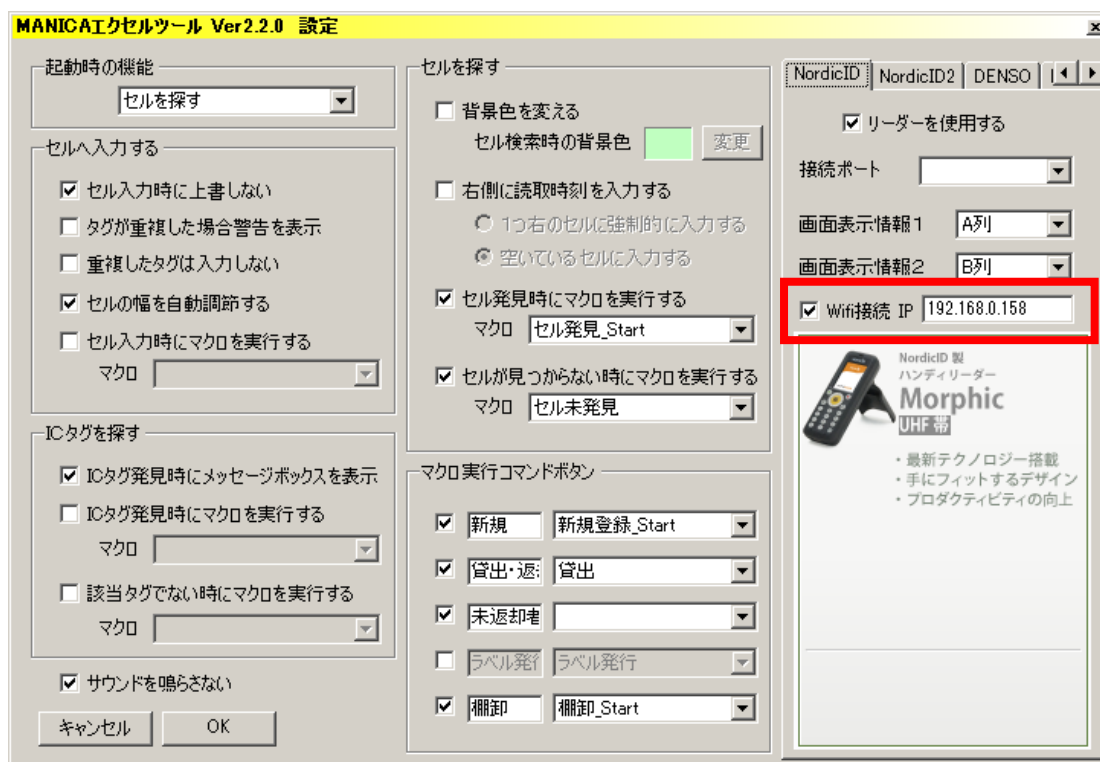 MANICAエクセルツール Ver2.2.0 設定
起動時の機能
セルを探す
セルへ入力する
セル入力時に上書しない
タグが重複した場合警告を表示
重複したタグは入力しない
セルの幅を自動調節する
セル入力時にマクロを実行する
マクロ
ICタグを探す
ICタグ発見時にメッセージボックスを表示
ICタグ発見時にマクロを実行する
マクロ
該当タグでない時にマクロを実行する
マクロ
サウンドを鳴らさない
キャンセル
OK
セルを探す
背景色を変える
セル検索時の背景色
変更
右側に読取時刻を入力する
1つ右のセルに強制的に入力する
空いているセルに入力する
セル発見時にマクロを実行する
マクロ セル発見_Start
セルが見つからない時にマクロを実行する
マクロ セル未発見
マクロ実行コマンドボタン
新規 新規登録_Start
貸出・返 貸出
未返却者
ラベル発行 ラベル発行
棚卸 棚卸_Start
NordicID NordicID2 DENSO
リーダーを使用する
接続ポート
画面表示情報1 A列
画面表示情報2 B列
Wifi接続 IP 192.168.0.158
NordicID 製
ハンディリーダー
Morphic
UHF 帯
・最新テクノロジー搭載
・手にフィットするデザイン
・プロダクティビティの向上